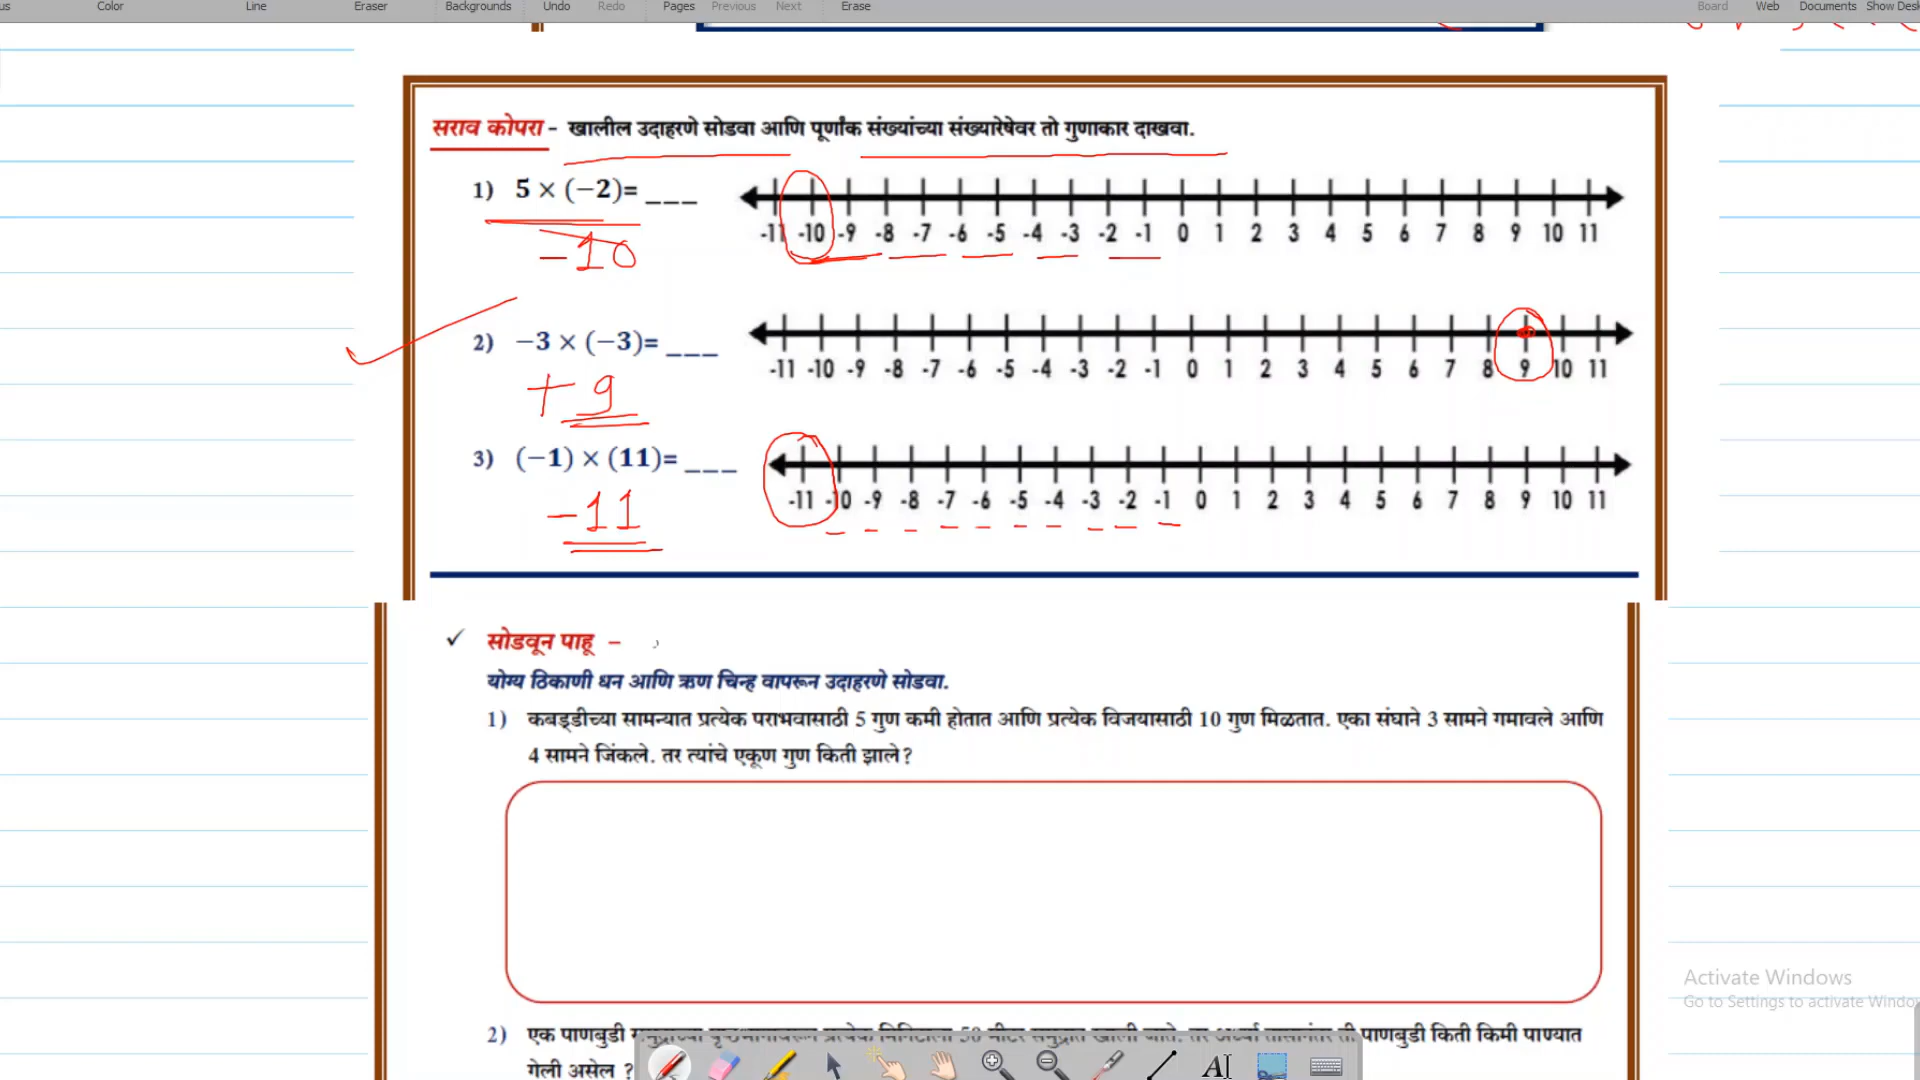 Color Line Eraser Backgrounds Undo Redo Pages Previous Next Erase Board Web Documents
सराव कोपरा - खालील उदाहरणे सोडवा आणि पूर्णांक संख्यांच्या संख्यारेषेवर तो गुणाकार दाखवा.
1) 5 × (−2)= ___
-11 -10 -9 -8 -7 -6 -5 -4 -3 -2 -1 0 1 2 3 4 5 6 7 8 9 10 11
-10
2) −3 × (−3)= ___
-11 -10 -9 -8 -7 -6 -5 -4 -3 -2 -1 0 1 2 3 4 5 6 7 8 9 10 11
+9
3) (−1) × (11)= ___
-11 -10 -9 -8 -7 -6 -5 -4 -3 -2 -1 0 1 2 3 4 5 6 7 8 9 10 11
-11
✓ सोडवून पाहू -
योग्य ठिकाणी धन आणि ऋण चिन्ह वापरून उदाहरणे सोडवा.
1) कबड्डीच्या सामन्यात प्रत्येक पराभवासाठी 5 गुण कमी होतात आणि प्रत्येक विजयासाठी 10 गुण मिळतात. एका संघाने 3 सामने गमावले आणि
4 सामने जिंकले. तर त्यांचे एकूण गुण किती झाले?
Activate Windows
Go to Settings to activate
2) एक पाणबुडी पाणबुडी किती किमी पाण्यात
गेली असेल ?